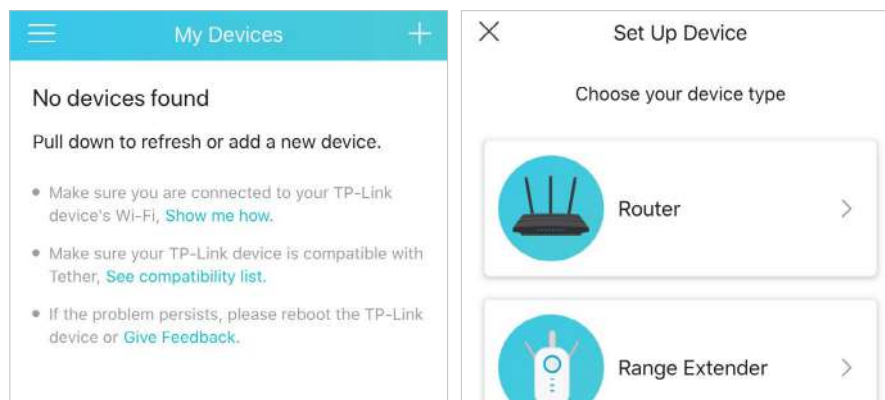 My Devices
No devices found
Pull down to refresh or add a new device.
• Make sure you are connected to your TP-Link
device's Wi-Fi, Show me how.
• Make sure your TP-Link device is compatible with
Tether, See compatibility list.
• If the problem persists, please reboot the TP-Link
device or Give Feedback.
Set Up Device
Choose your device type
Router
Range Extender